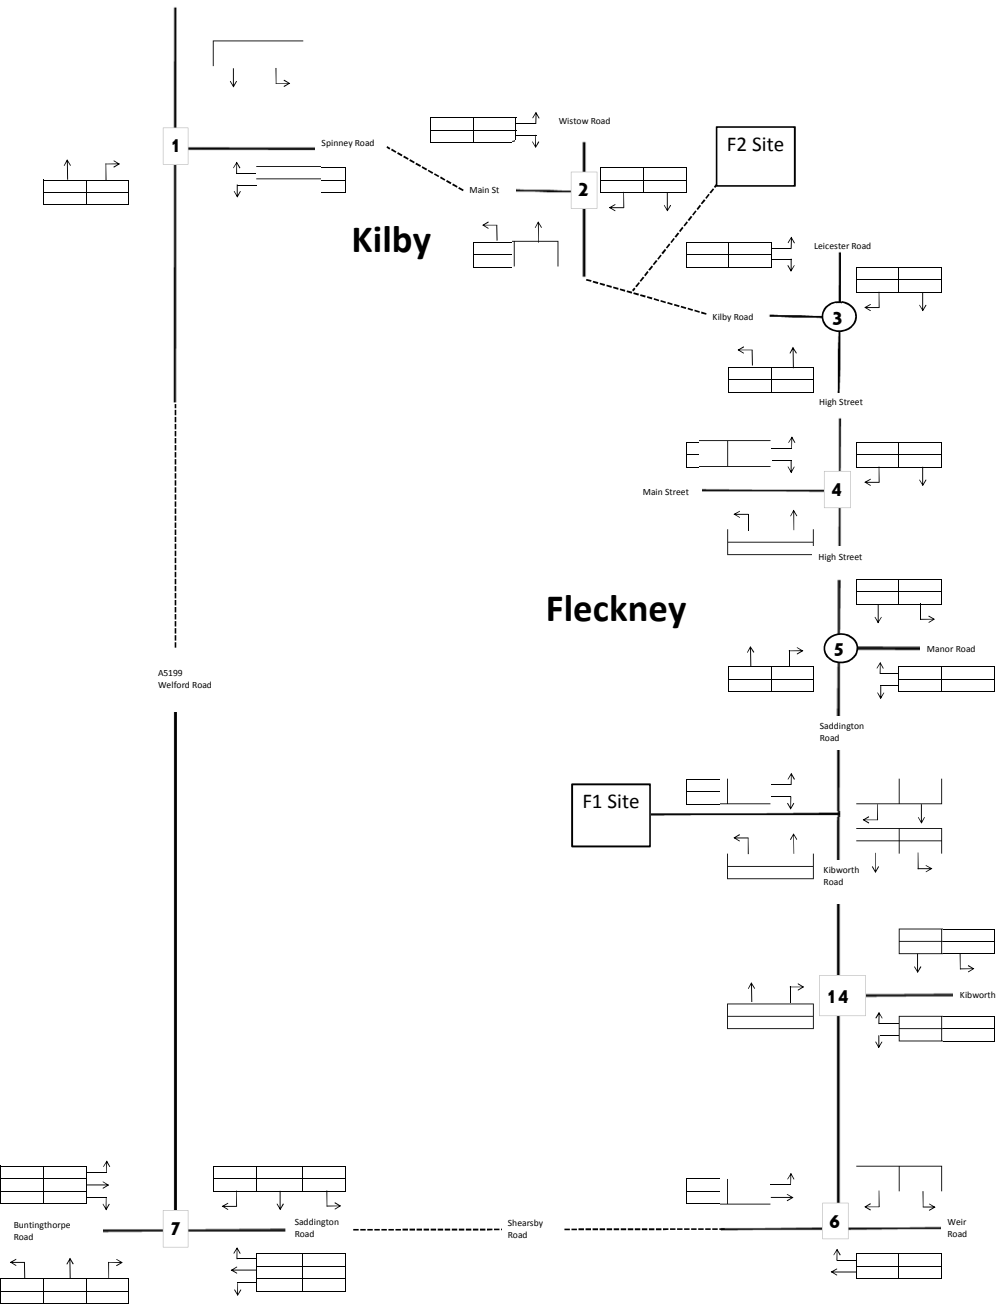 1
Spinney Road
Wistow Road
F2 Site
Main St
2
Kilby
Leicester Road
Kilby Road
3
High Street
Main Street
4
High Street
Fleckney
5
Manor Road
A5199
Welford Road
Saddington
Road
F1 Site
Kibworth
Road
14
Kibworth
Buntingthorpe
Road
7
Saddington
Road
Shearsby
Road
6
Weir
Road